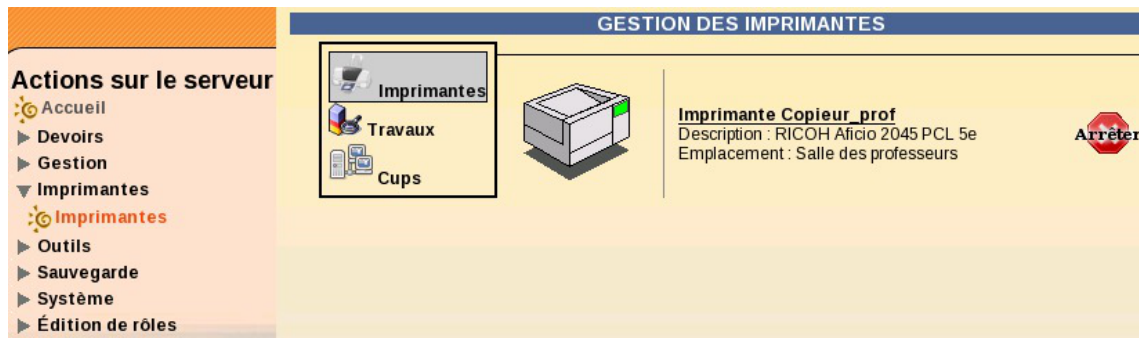 GESTION DES IMPRIMANTES
Actions sur le serveur
Accueil
Devoirs
Gestion
Imprimantes
Imprimantes
Outils
Sauvegarde
Système
Édition de rôles
Imprimantes
Travaux
Cups
Imprimante Copieur_prof
Description : RICOH Aficio 2045 PCL 5e
Emplacement : Salle des professeurs
Arrêter